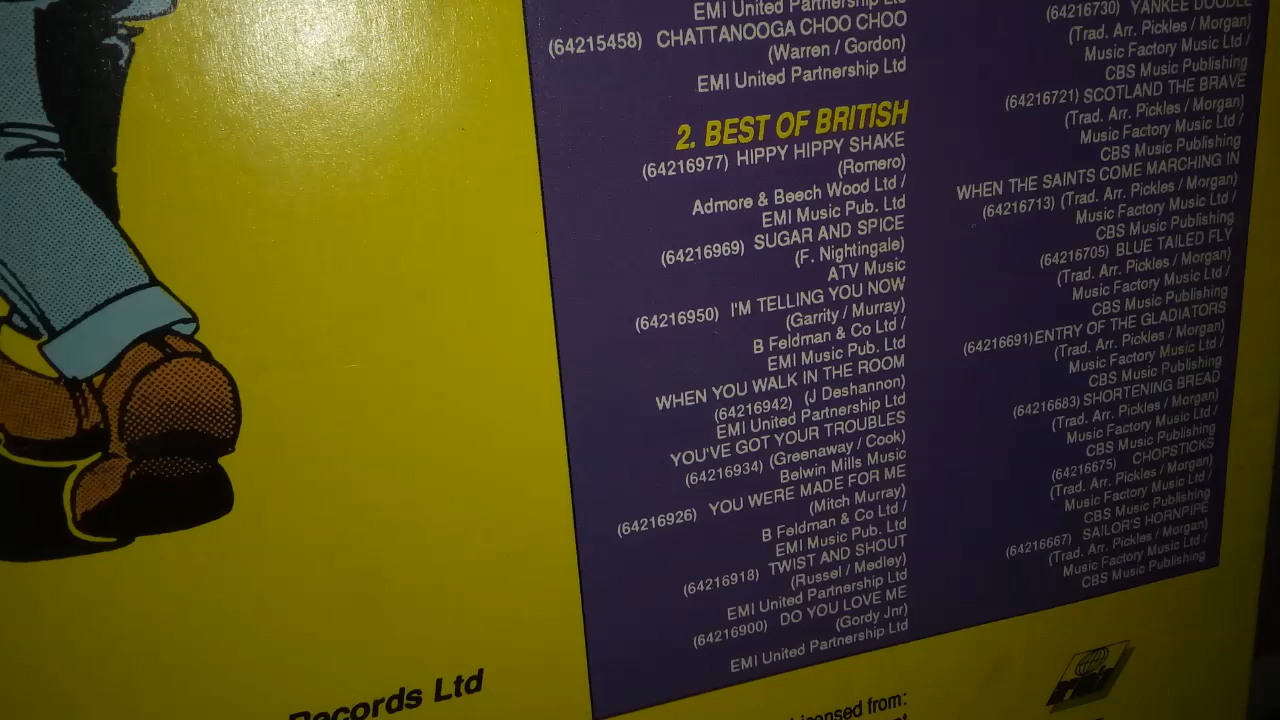 EMI United Partnership Ltd
(64215458) CHATTANOOGA CHOO CHOO
(Warren / Gordon)
EMI United Partnership Ltd
2. BEST OF BRITISH
(64216977) HIPPY HIPPY SHAKE
(Romero)
Admore & Beech Wood Ltd /
EMI Music Pub. Ltd
(64216969) SUGAR AND SPICE
(F. Nightingale)
ATV Music
(64216950) I'M TELLING YOU NOW
(Garrity / Murray)
B Feldman & Co Ltd /
EMI Music Pub. Ltd
WHEN YOU WALK IN THE ROOM
(64216942) (J Deshannon)
EMI United Partnership Ltd
YOU'VE GOT YOUR TROUBLES
(64216934) (Greenaway / Cook)
Belwin Mills Music
(64216926) YOU WERE MADE FOR ME
(Mitch Murray)
B Feldman & Co Ltd /
EMI Music Pub. Ltd
(64216918) TWIST AND SHOUT
(Russel / Medley)
EMI United Partnership Ltd
(64216900) DO YOU LOVE ME
(Gordy Jnr)
EMI United Partnership Ltd
(64216730) YANKEE DOODLE
(Trad. Arr. Pickles / Morgan)
Music Factory Music Ltd /
CBS Music Publishing
(64216721) SCOTLAND THE BRAVE
(Trad. Arr. Pickles / Morgan)
Music Factory Music Ltd /
CBS Music Publishing
WHEN THE SAINTS COME MARCHING IN
(64216713) (Trad. Arr. Pickles / Morgan)
Music Factory Music Ltd /
CBS Music Publishing
(64216705) BLUE TAILED FLY
(Trad. Arr. Pickles / Morgan)
Music Factory Music Ltd /
CBS Music Publishing
(64216691) ENTRY OF THE GLADIATORS
(Trad. Arr. Pickles / Morgan)
Music Factory Music Ltd /
CBS Music Publishing
(64216683) SHORTENING BREAD
(Trad. Arr. Pickles / Morgan)
Music Factory Music Ltd /
CBS Music Publishing
(64216675) CHOPSTICKS
(Trad. Arr. Pickles / Morgan)
Music Factory Music Ltd /
CBS Music Publishing
(64216667) SAILOR'S HORNPIPE
(Trad. Arr. Pickles / Morgan)
Music Factory Music Ltd /
CBS Music Publishing
Records Ltd
from: